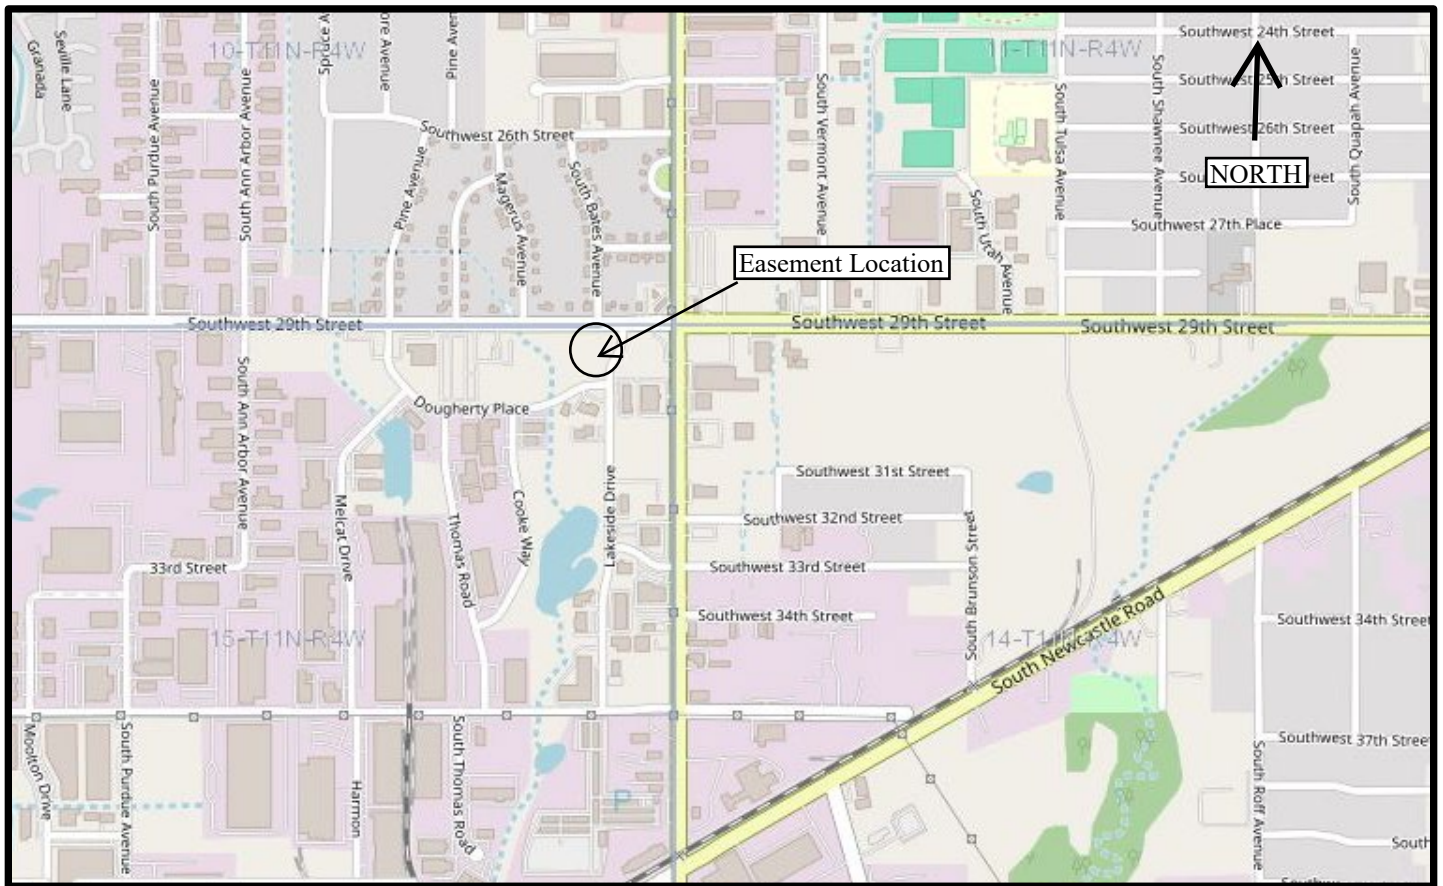 Granada
Seville Lane
10-T11N-R4W
Pine Avenue
South Purdue Avenue
South Ann Arbor Avenue
Southwest 26th Street
Pine Avenue
Magerus Avenue
South Bates Avenue
South Vermont Avenue
11-T11N-R4W
South Tulsa Avenue
South Utah Avenue
South Shawnee Avenue
South Quapah Avenue
Southwest 24th Street
Southwest 25th Street
Southwest 26th Street
NORTH
Southwest 27th Place
Easement Location
Southwest 29th Street
Southwest 29th Street
Southwest 29th Street
South Ann Arbor Avenue
Dougherty Place
Melcat Drive
Thomas Road
Cooke Way
Lakeside Drive
33rd Street
15-T11N-R4W
Southwest 31st Street
Southwest 32nd Street
Southwest 33rd Street
Southwest 34th Street
South Brunson Street
14-T11N-R4W
South Newcastle Road
Southwest 34th Street
Southwest 37th Street
South Roff Avenue
South
Moolton Drive
South Purdue Avenue
Harmon
South Thomas Road
P